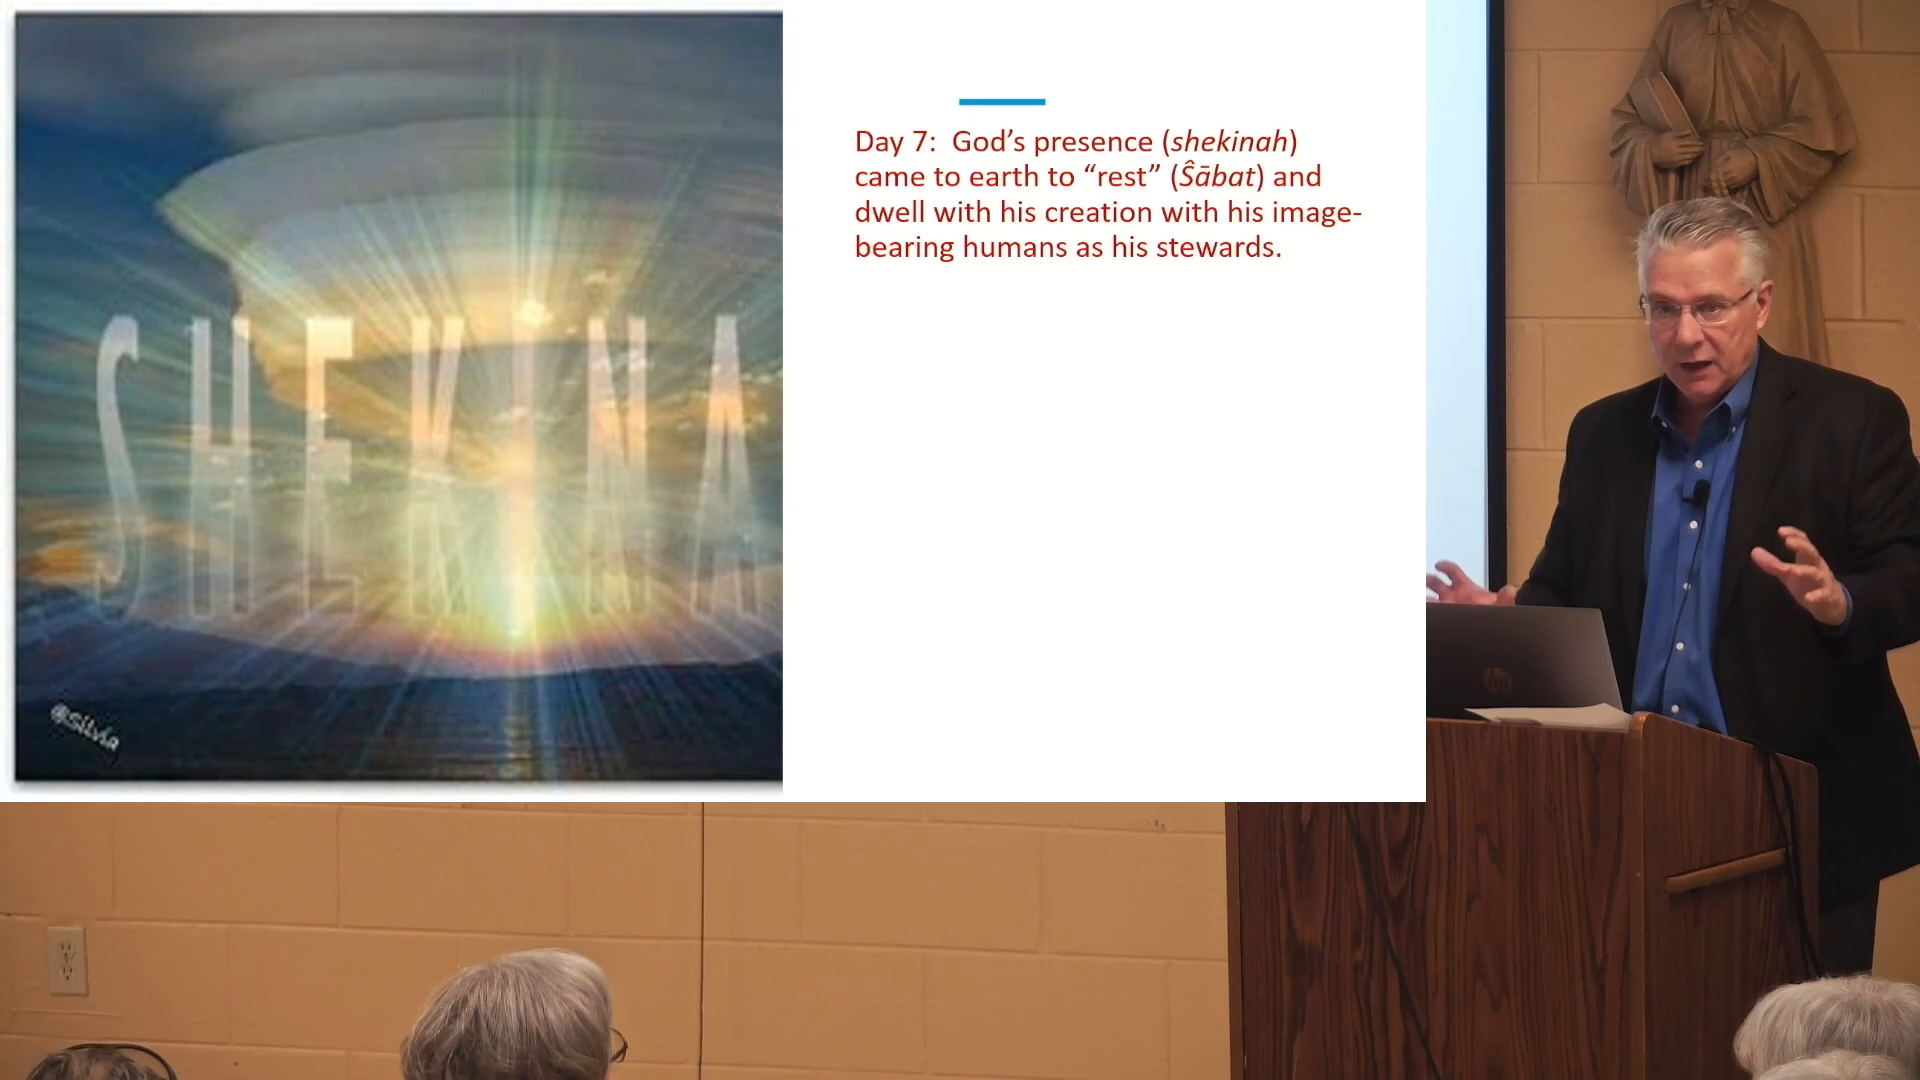 SHEKINA
@Silvia
Day 7:  God’s presence (shekinah)
came to earth to “rest” (Ŝābat) and
dwell with his creation with his image-
bearing humans as his stewards.
hp